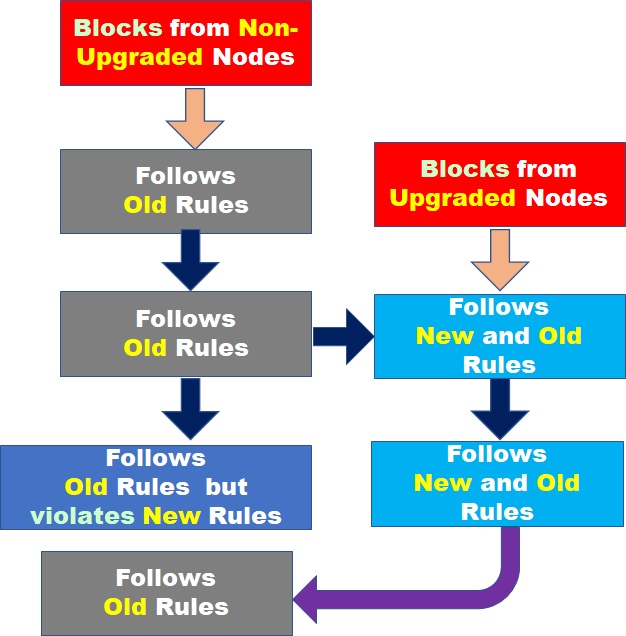 Blocks from Non-
Upgraded Nodes
Follows
Old Rules
Blocks from
Upgraded Nodes
Follows
Old Rules
Follows
New and Old
Rules
Follows
Old Rules but
violates New Rules
Follows
New and Old
Rules
Follows
Old Rules